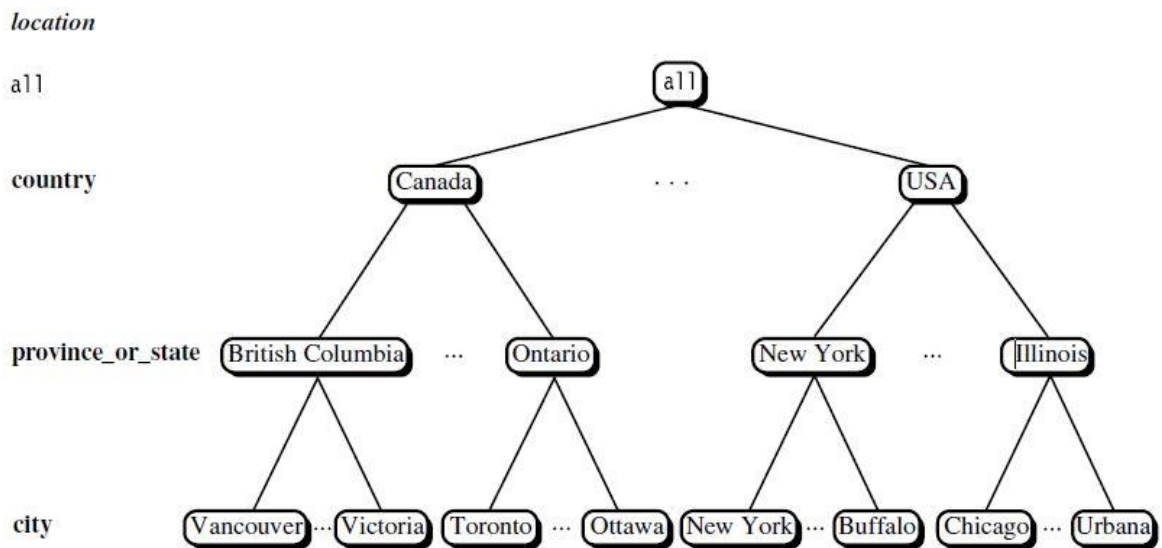 location
all all
country Canada ... USA
province_or_state British Columbia ... Ontario New York ... Illinois
city Vancouver ... Victoria Toronto ... Ottawa New York ... Buffalo Chicago ... Urbana